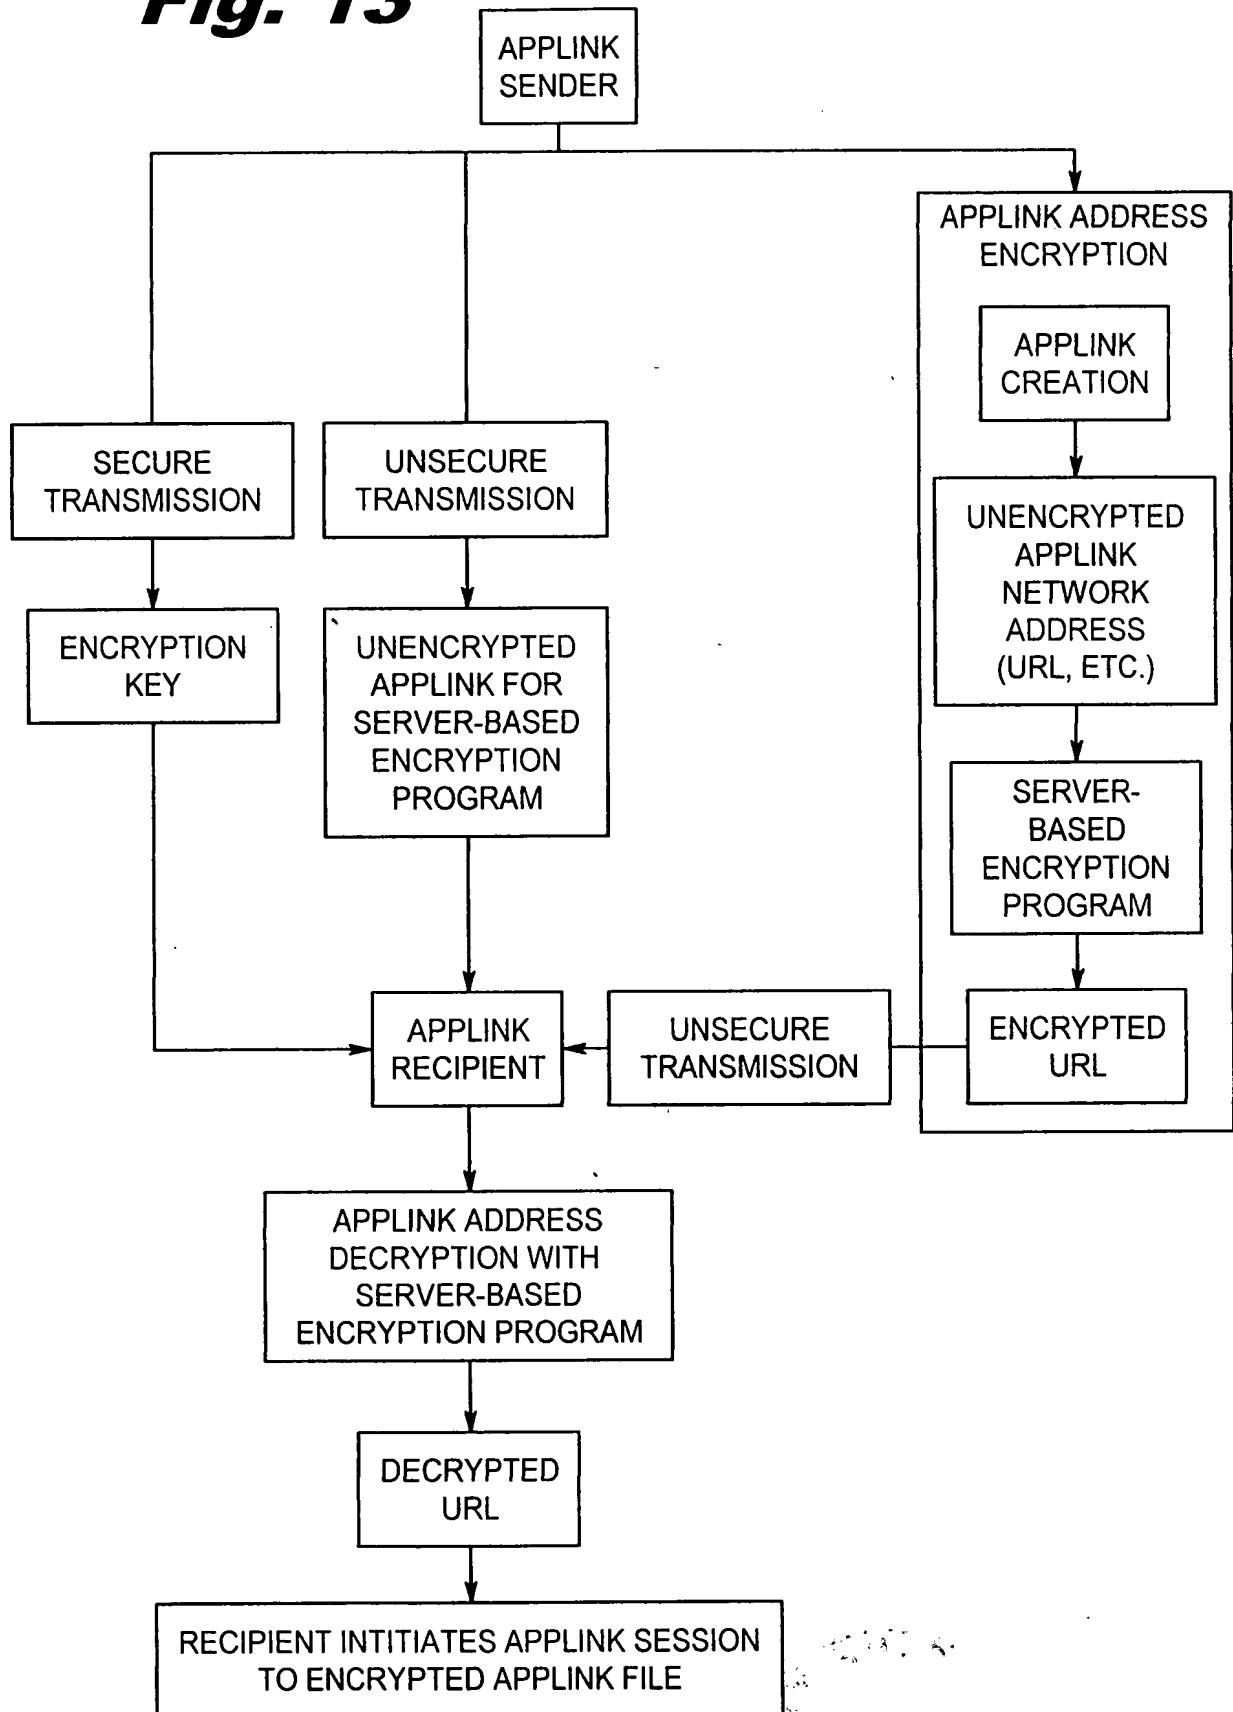 Fig. 13
APPLINK
SENDER
APPLINK ADDRESS
ENCRYPTION
APPLINK
CREATION
SECURE
TRANSMISSION
UNSECURE
TRANSMISSION
UNENCRYPTED
APPLINK
NETWORK
ADDRESS
(URL, ETC.)
ENCRYPTION
KEY
UNENCRYPTED
APPLINK FOR
SERVER-BASED
ENCRYPTION
PROGRAM
SERVER-
BASED
ENCRYPTION
PROGRAM
APPLINK
RECIPIENT
UNSECURE
TRANSMISSION
ENCRYPTED
URL
APPLINK ADDRESS
DECRYPTION WITH
SERVER-BASED
ENCRYPTION PROGRAM
DECRYPTED
URL
RECIPIENT INTITIATES APPLINK SESSION
TO ENCRYPTED APPLINK FILE